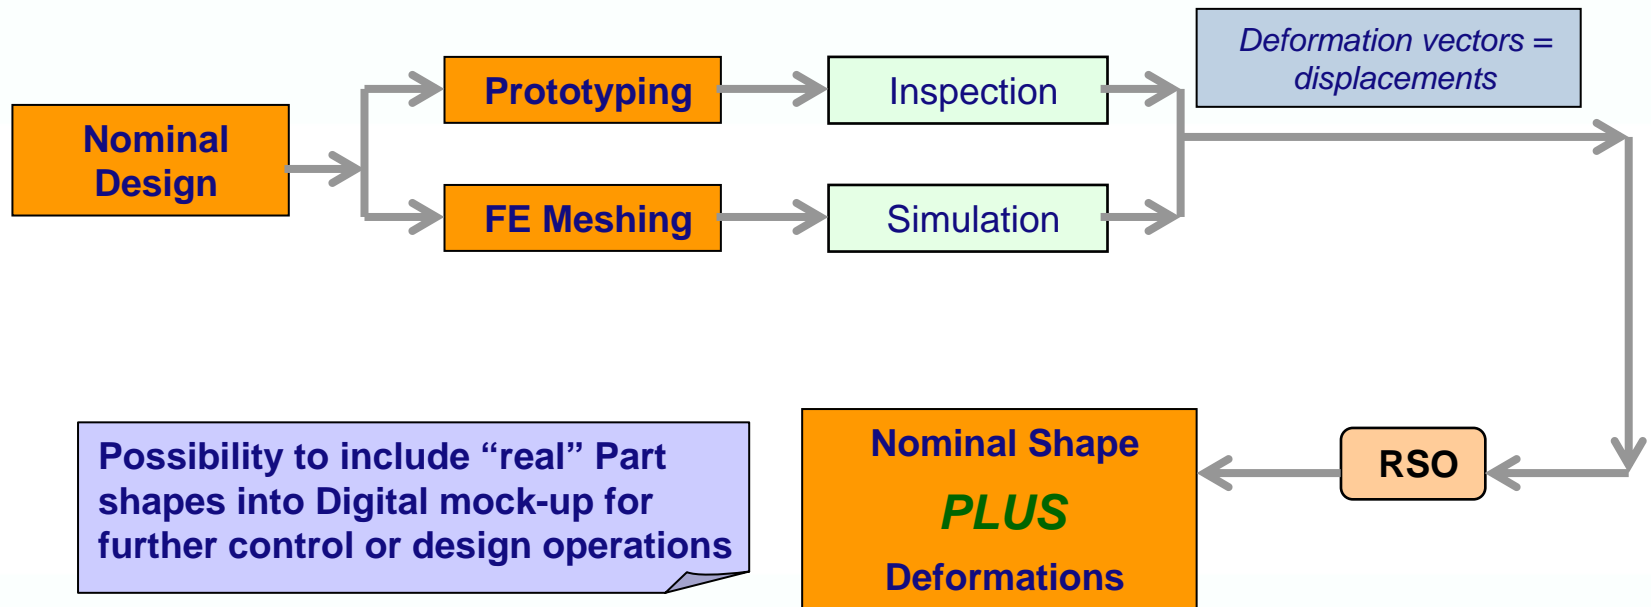 Nominal
Design
Prototyping
FE Meshing
Inspection
Simulation
Deformation vectors =
displacements
RSO
Nominal Shape
PLUS
Deformations
Possibility to include “real” Part
shapes into Digital mock-up for
further control or design operations